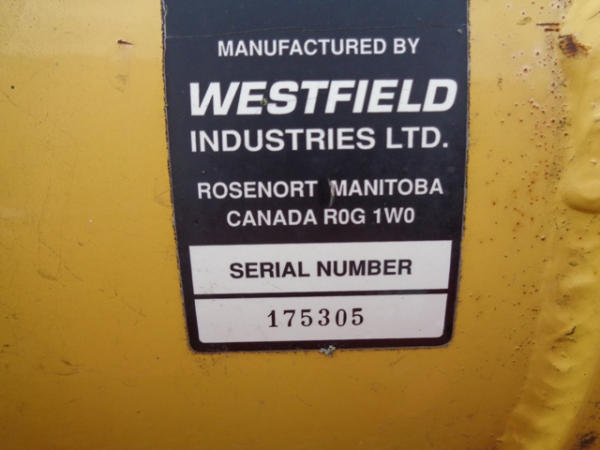 MANUFACTURED BY
WESTFIELD
INDUSTRIES LTD.
ROSENORT MANITOBA
CANADA R0G 1W0
SERIAL NUMBER
175305